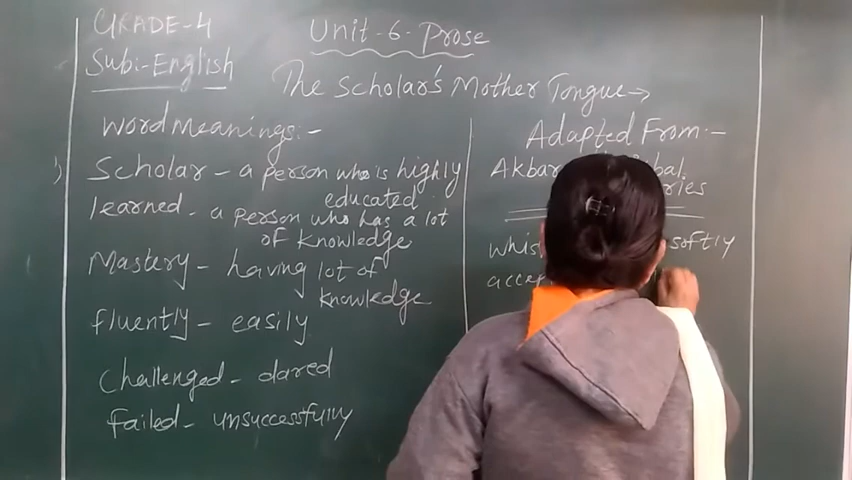 GRADE-4
Unit-6-Prose
Sub:-English
The Scholar's Mother Tongue→
Word Meanings:-
1) Scholar - a person who is highly
educated
learned - a person who has a lot
of knowledge
Mastery - having lot of
knowledge
fluently - easily
Challenged - dared
failed - unsuccessfully
Adapted From:-
Akbar
softly